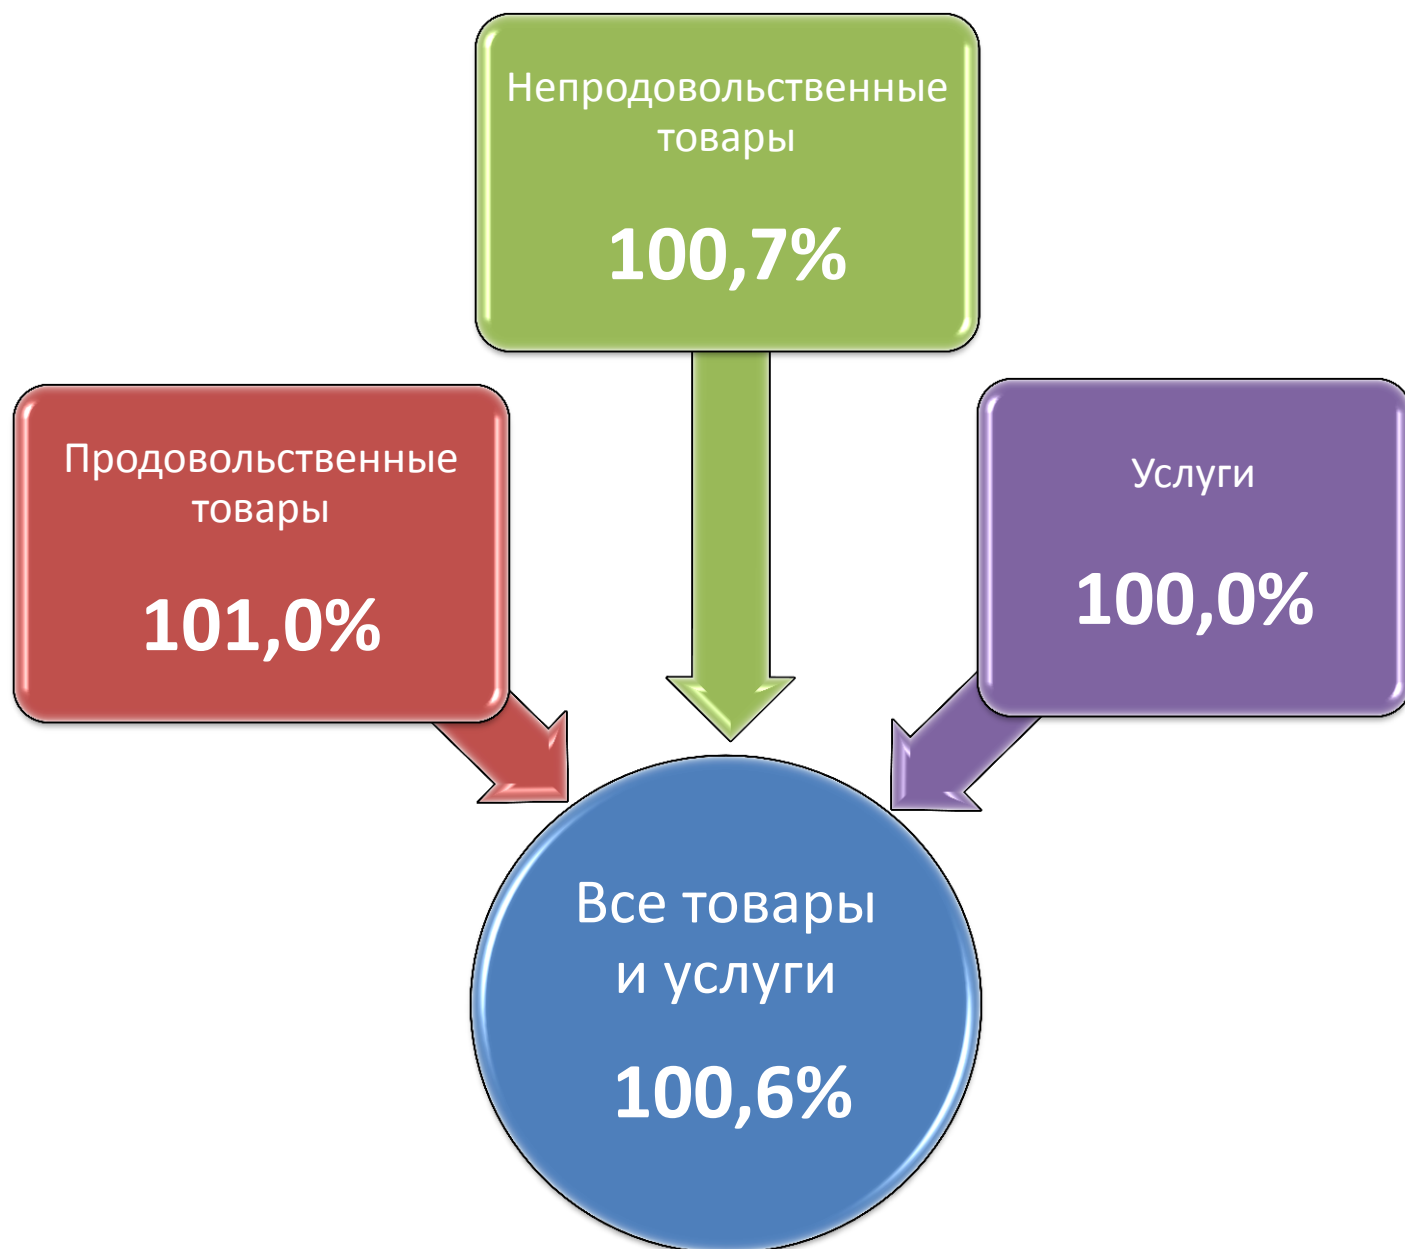 Непродовольственные
товары
100,7%
Продовольственные
товары
101,0%
Услуги
100,0%
Все товары
и услуги
100,6%